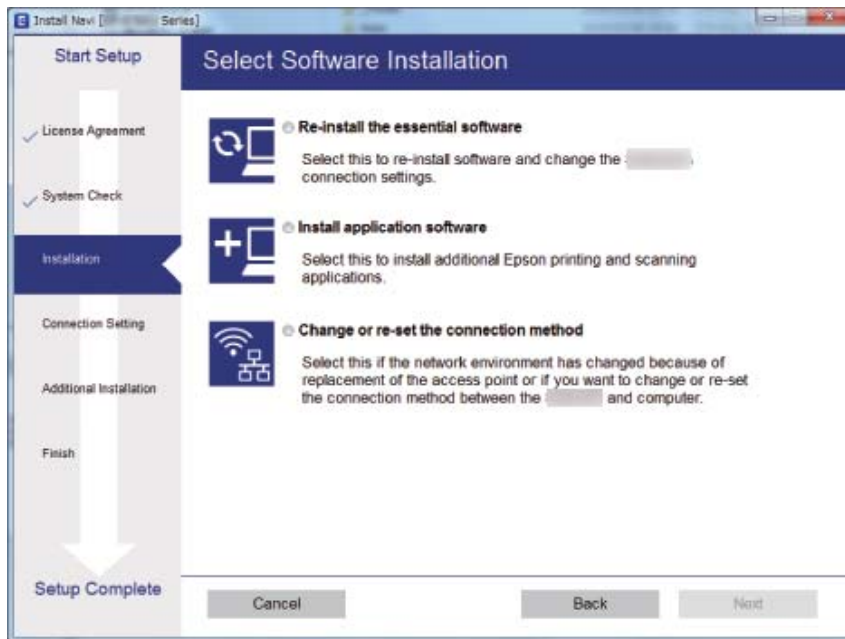 Install Navi [ Series]
Start Setup
Select Software Installation
License Agreement
System Check
Installation
Connection Setting
Additional Installation
Finish
Setup Complete
Re-install the essential software
Select this to re-install software and change the
connection settings.
Install application software
Select this to install additional Epson printing and scanning
applications.
Change or re-set the connection method
Select this if the network environment has changed because of
replacement of the access point or if you want to change or re-set
the connection method between the and computer.
Cancel
Back
Next